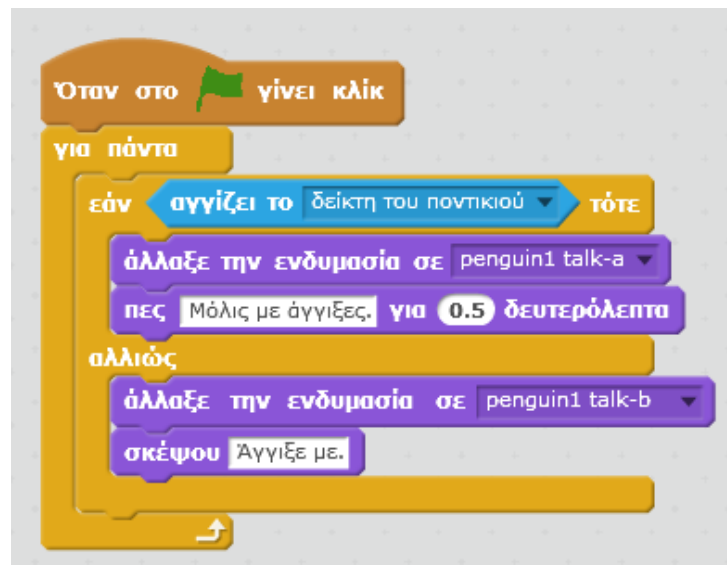 Όταν στο γίνει κλίκ
για πάντα
εάν αγγίζει το δείκτη του ποντικιού τότε
άλλαξε την ενδυμασία σε penguin1 talk-a
πες Μόλις με άγγιξες. για 0.5 δευτερόλεπτα
αλλιώς
άλλαξε την ενδυμασία σε penguin1 talk-b
σκέψου Άγγιξε με.